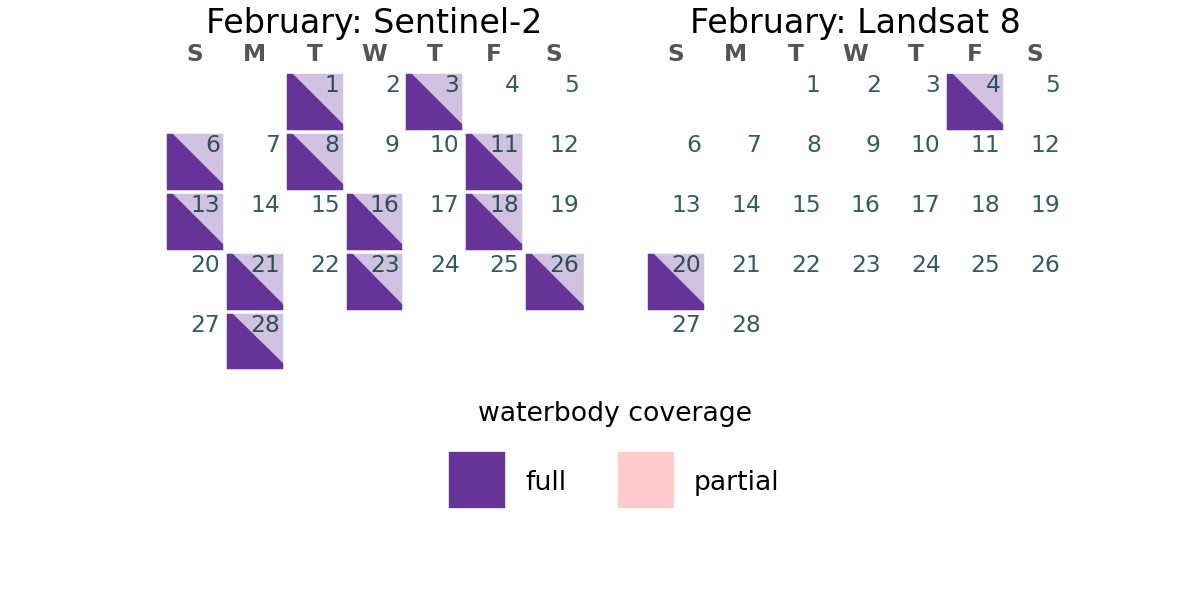 February: Sentinel-2
S M T W T F S
1 2 3 4 5
6 7 8 9 10 11 12
13 14 15 16 17 18 19
20 21 22 23 24 25 26
27 28
February: Landsat 8
S M T W T F S
1 2 3 4 5
6 7 8 9 10 11 12
13 14 15 16 17 18 19
20 21 22 23 24 25 26
27 28
waterbody coverage
full partial